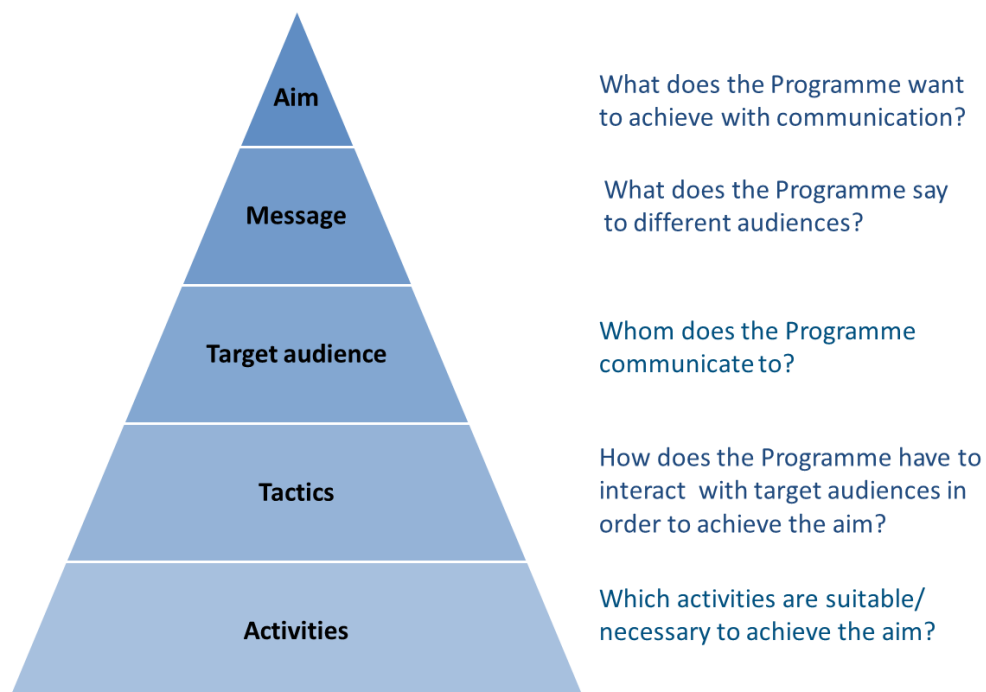 Aim
What does the Programme want
to achieve with communication?
Message
What does the Programme say
to different audiences?
Target audience
Whom does the Programme
communicate to?
Tactics
How does the Programme have to
interact with target audiences in
order to achieve the aim?
Activities
Which activities are suitable/
necessary to achieve the aim?